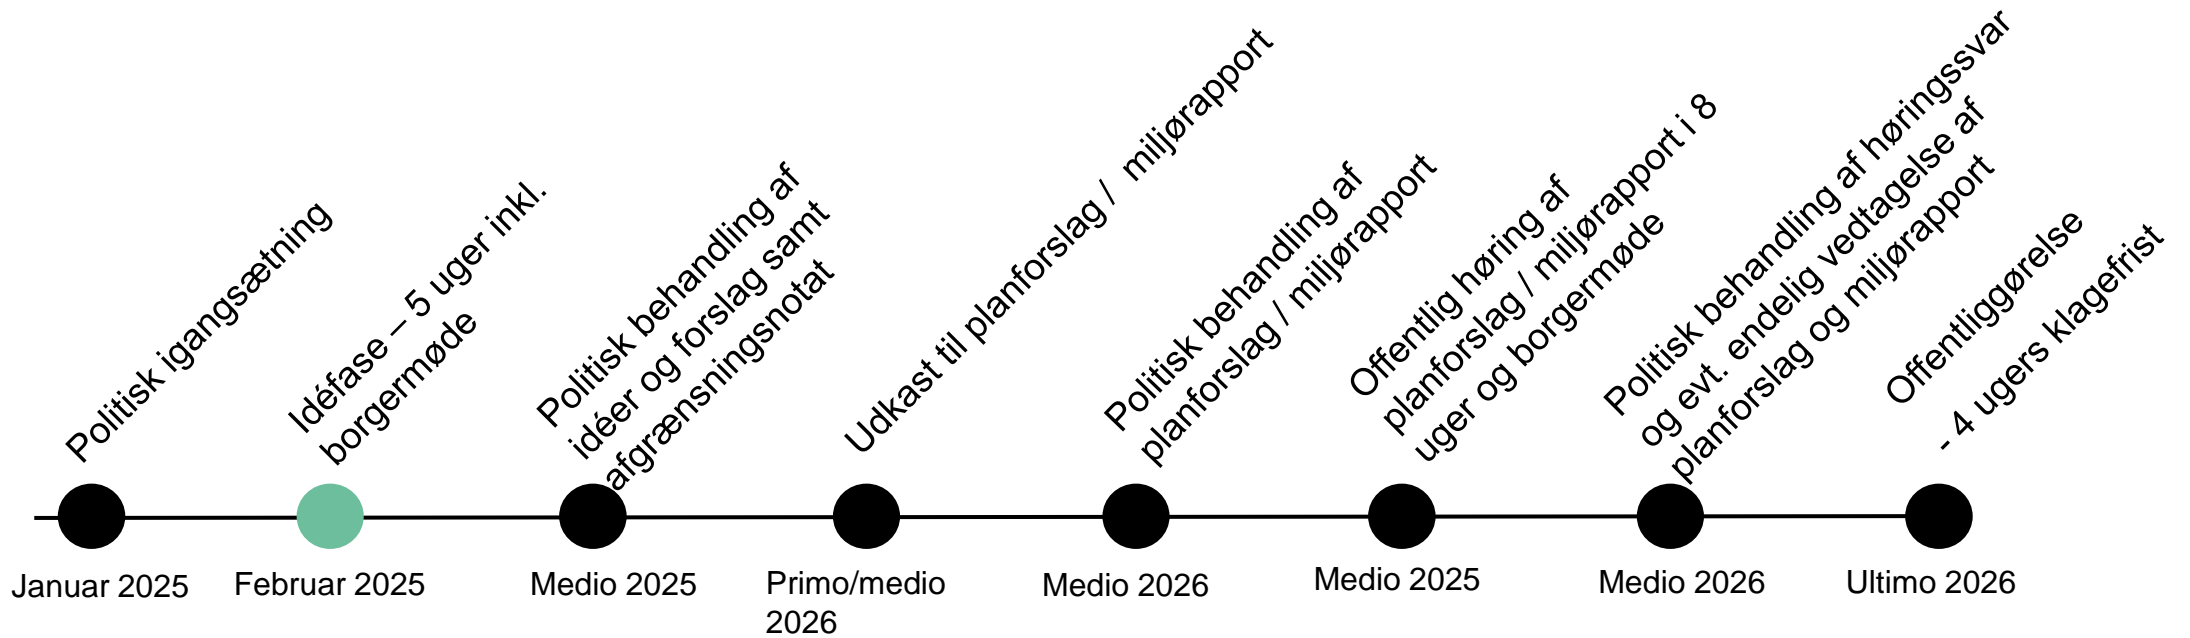 Politisk igangsætning
Idéfase – 5 uger inkl.
borgermøde
Politisk behandling af
idéer og forslag samt
afgrænsningsnotat
Udkast til planforslag / miljørapport
Politisk behandling af
planforslag / miljørapport
Offentlig høring af
planforslag / miljørapport i 8
uger og borgermøde
Politisk behandling af høringssvar
og evt. endelig vedtagelse af
planforslag og miljørapport
Offentliggørelse
- 4 ugers klagefrist
Januar 2025
Februar 2025
Medio 2025
Primo/medio
2026
Medio 2026
Medio 2025
Medio 2026
Ultimo 2026